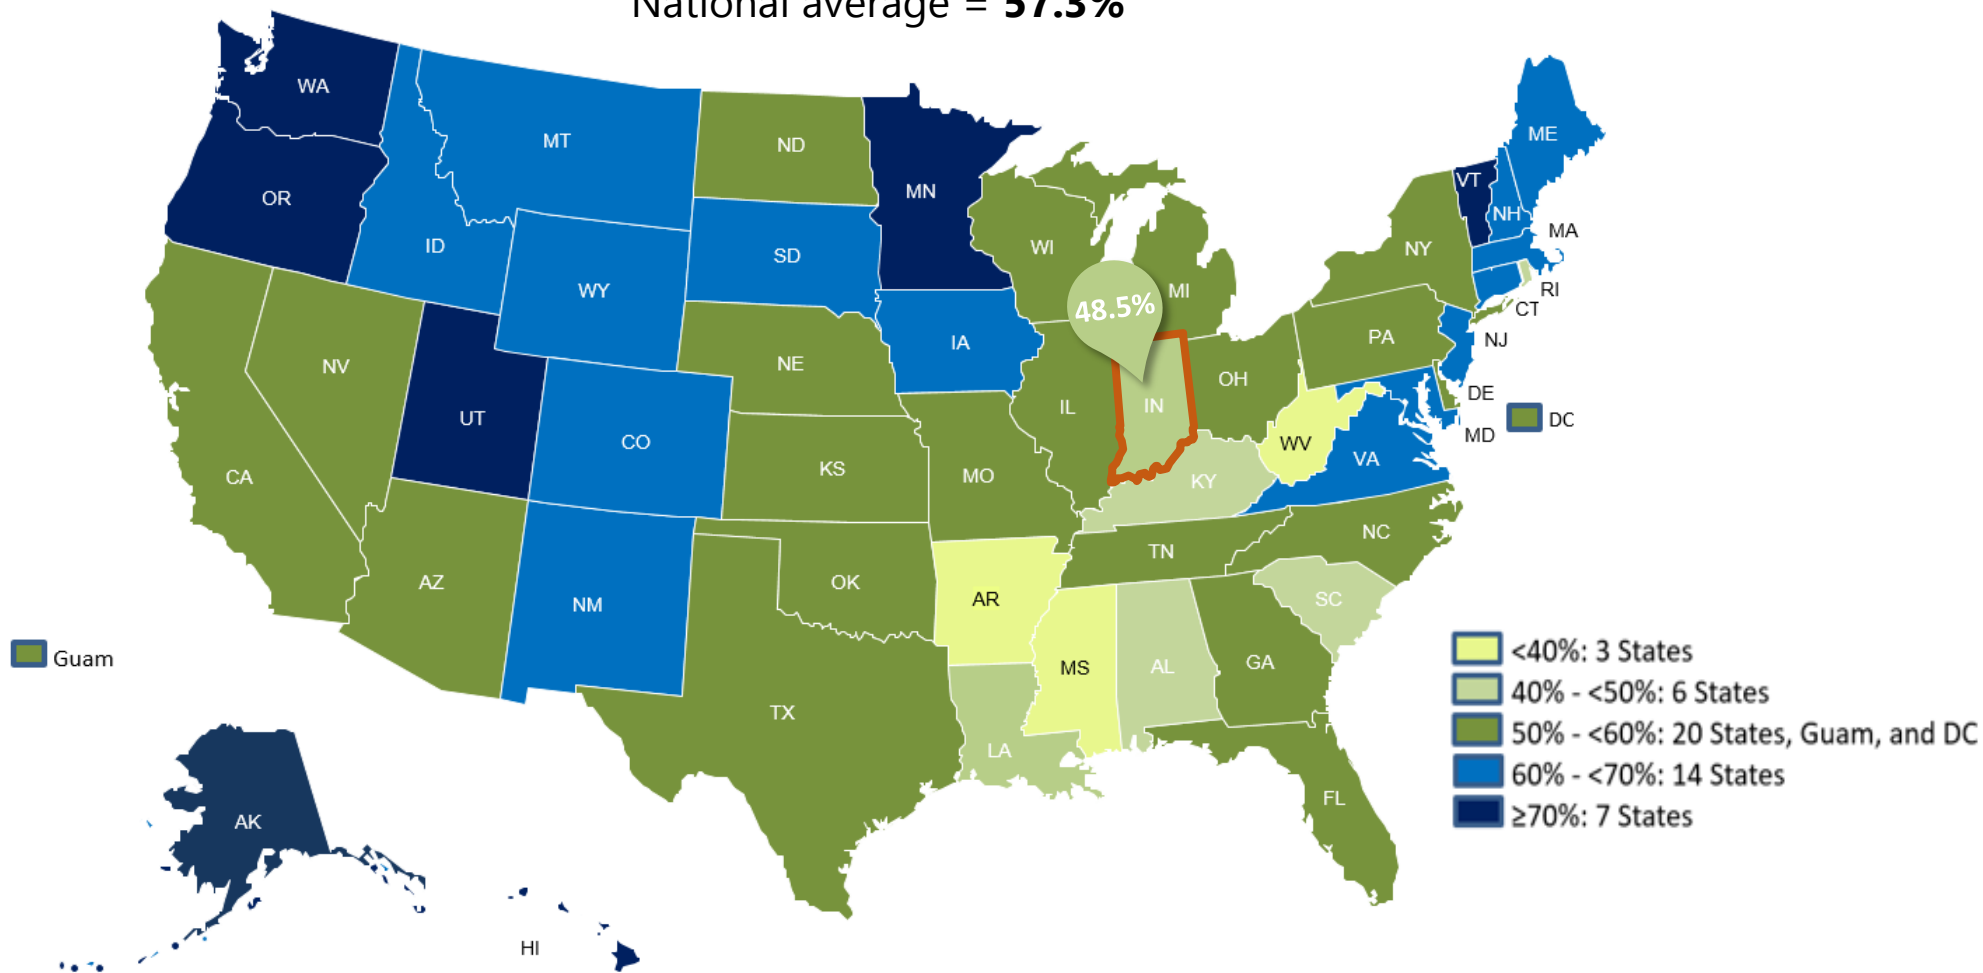 National average = 57.3%
WA
MT
ND
MN
ME
VT
NH
MA
OR
ID
SD
WI
NY
MI
RI
CT
WY
48.5%
IA
PA
NJ
NV
NE
OH
DE
IL
IN
MD
DC
UT
CO
WV
VA
CA
KS
MO
KY
NC
TN
AZ
NM
OK
AR
SC
Guam
MS
AL
GA
TX
LA
FL
AK
HI
<40%: 3 States
40% - <50%: 6 States
50% - <60%: 20 States, Guam, and DC
60% - <70%: 14 States
≥70%: 7 States